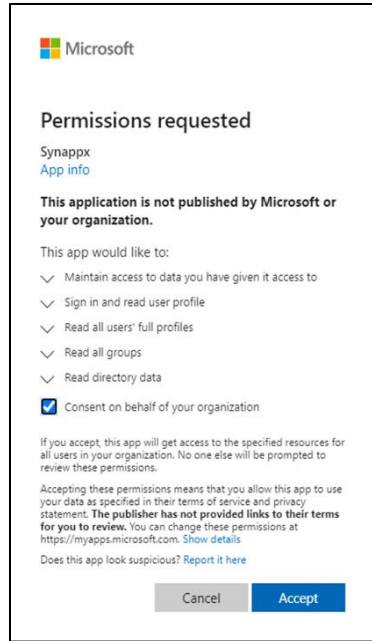 Microsoft
Permissions requested
Synappx
App info
This application is not published by Microsoft or
your organization.
This app would like to:
Maintain access to data you have given it access to
Sign in and read user profile
Read all users' full profiles
Read all groups
Read directory data
Consent on behalf of your organization
If you accept, this app will get access to the specified resources for
all users in your organization. No one else will be prompted to
review these permissions.
Accepting these permissions means that you allow this app to use
your data as specified in their terms of service and privacy
statement. The publisher has not provided links to their terms
for you to review. You can change these permissions at
https://myapps.microsoft.com. Show details
Does this app look suspicious? Report it here
Cancel Accept